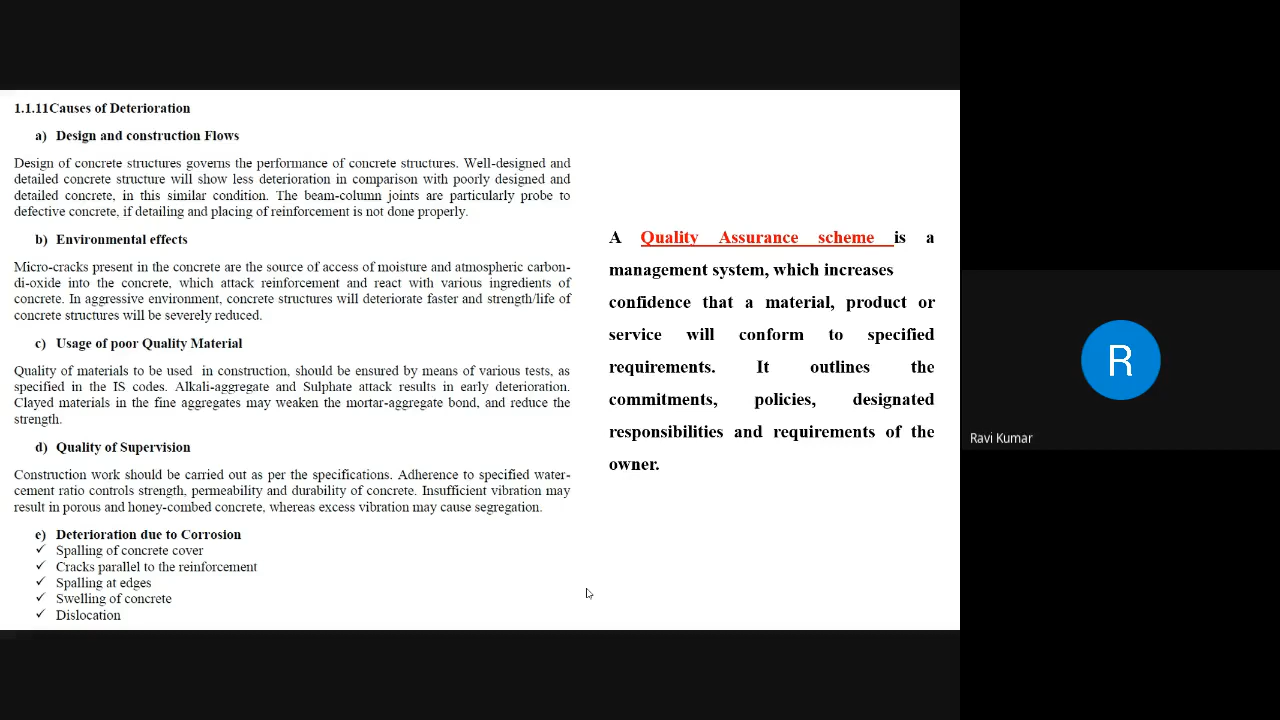 1.1.11Causes of Deterioration
a) Design and construction Flows
Design of concrete structures governs the performance of concrete structures. Well-designed and
detailed concrete structure will show less deterioration in comparison with poorly designed and
detailed concrete, in this similar condition. The beam-column joints are particularly probe to
defective concrete, if detailing and placing of reinforcement is not done properly.
b) Environmental effects
Micro-cracks present in the concrete are the source of access of moisture and atmospheric carbon-
di-oxide into the concrete, which attack reinforcement and react with various ingredients of
concrete. In aggressive environment, concrete structures will deteriorate faster and strength/life of
concrete structures will be severely reduced.
c) Usage of poor Quality Material
Quality of materials to be used in construction, should be ensured by means of various tests, as
specified in the IS codes. Alkali-aggregate and Sulphate attack results in early deterioration.
Clayed materials in the fine aggregates may weaken the mortar-aggregate bond, and reduce the
strength.
d) Quality of Supervision
Construction work should be carried out as per the specifications. Adherence to specified water-
cement ratio controls strength, permeability and durability of concrete. Insufficient vibration may
result in porous and honey-combed concrete, whereas excess vibration may cause segregation.
e) Deterioration due to Corrosion
✓ Spalling of concrete cover
✓ Cracks parallel to the reinforcement
✓ Spalling at edges
✓ Swelling of concrete
✓ Dislocation
A Quality Assurance scheme is a
management system, which increases
confidence that a material, product or
service will conform to specified
requirements. It outlines the
commitments, policies, designated
responsibilities and requirements of the
owner.
R
Ravi Kumar